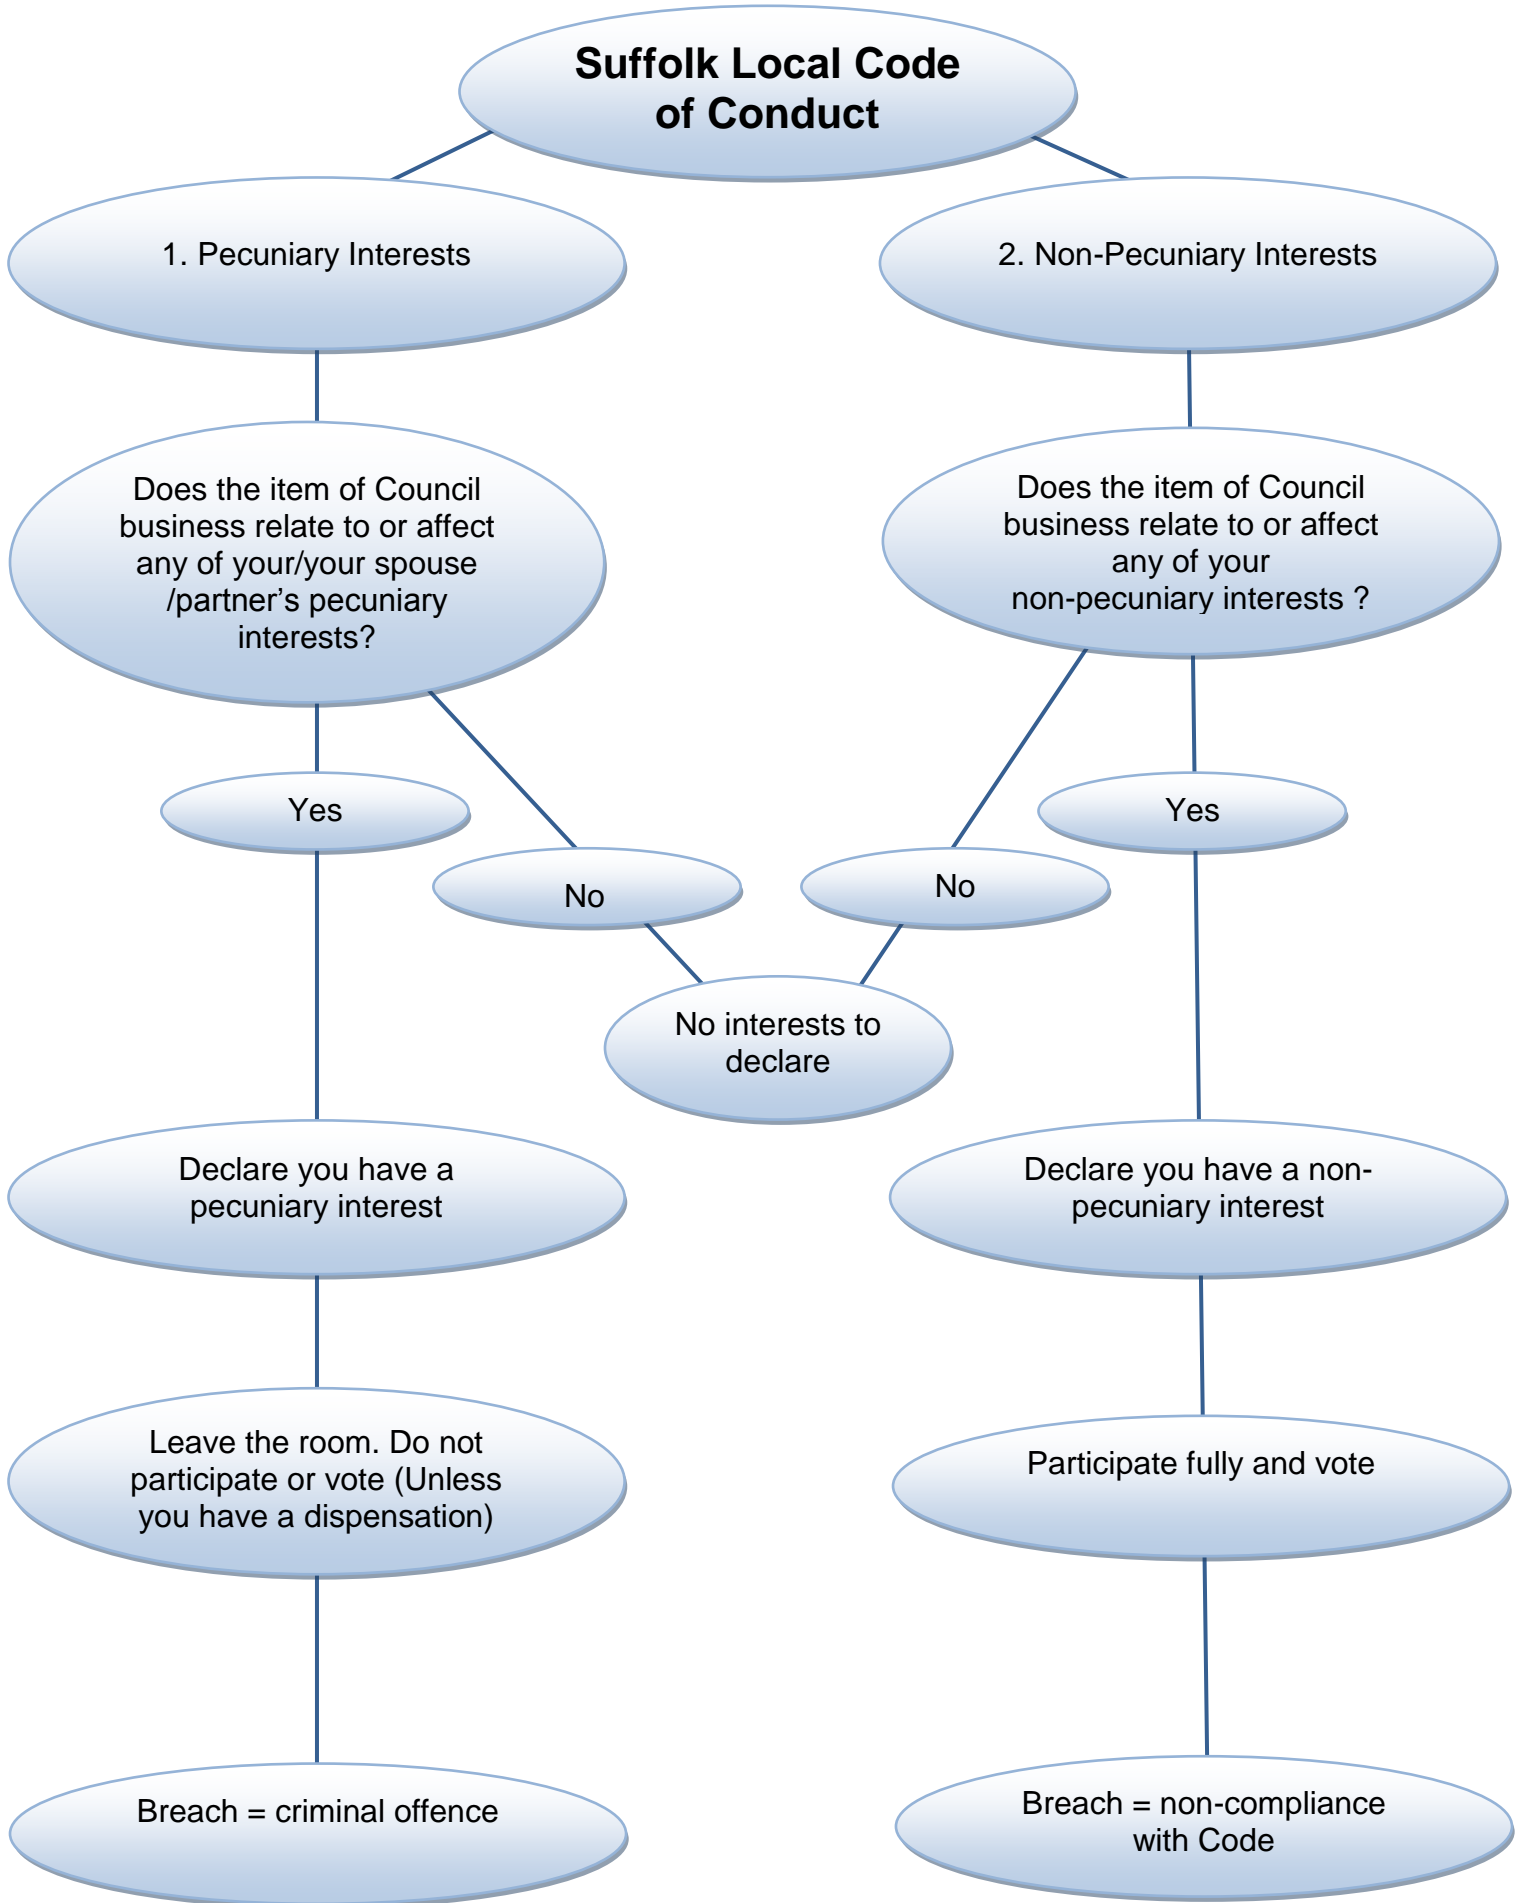 Suffolk Local Code
of Conduct
1. Pecuniary Interests
2. Non-Pecuniary Interests
Does the item of Council
business relate to or affect
any of your/your spouse
/partner’s pecuniary
interests?
Does the item of Council
business relate to or affect
any of your
non-pecuniary interests ?
Yes
No
No
Yes
No interests to
declare
Declare you have a
pecuniary interest
Declare you have a non-
pecuniary interest
Leave the room. Do not
participate or vote (Unless
you have a dispensation)
Participate fully and vote
Breach = criminal offence
Breach = non-compliance
with Code